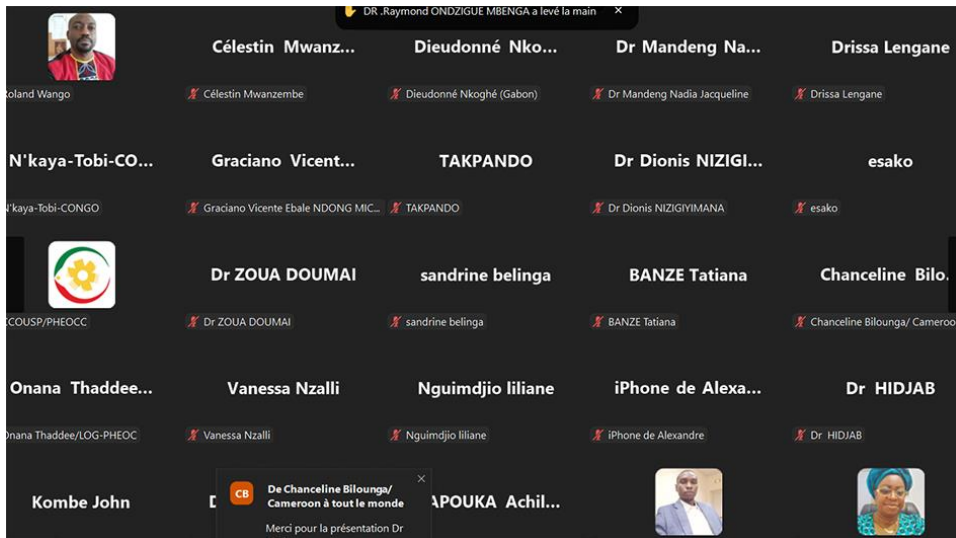 DR .Raymond ONDZIGUE MBENGA a levé la main
Célestin Mwanz...
Dieudonné Nko...
Dr Mandeng Na...
Drissa Lengane
Roland Wango
Célestin Mwanzembe
Dieudonné Nkoghé (Gabon)
Dr Mandeng Nadia Jacqueline
Drissa Lengane
N'kaya-Tobi-CO...
Graciano Vicent...
TAKPANDO
Dr Dionis NIZIGI...
esako
N'kaya-Tobi-CONGO
Graciano Vicente Ebale NDONG MIC...
TAKPANDO
Dr Dionis NIZIGIYIMANA
esako
Dr ZOUA DOUMAI
sandrine belinga
BANZE Tatiana
Chanceline Bilo.
CCOUSP/PHEOCC
Dr ZOUA DOUMAI
sandrine belinga
BANZE Tatiana
Chanceline Bilounga/ Cameroo
Onana Thaddee...
Vanessa Nzalli
Nguimdjio liliane
iPhone de Alexa...
Dr HIDJAB
Onana Thaddee/LOG-PHEOC
Vanessa Nzalli
Nguimdjio liliane
iPhone de Alexandre
Dr HIDJAB
Kombe John
CB
De Chanceline Bilounga/
Cameroon à tout le monde
Merci pour la présentation Dr
APOUKA Achil...